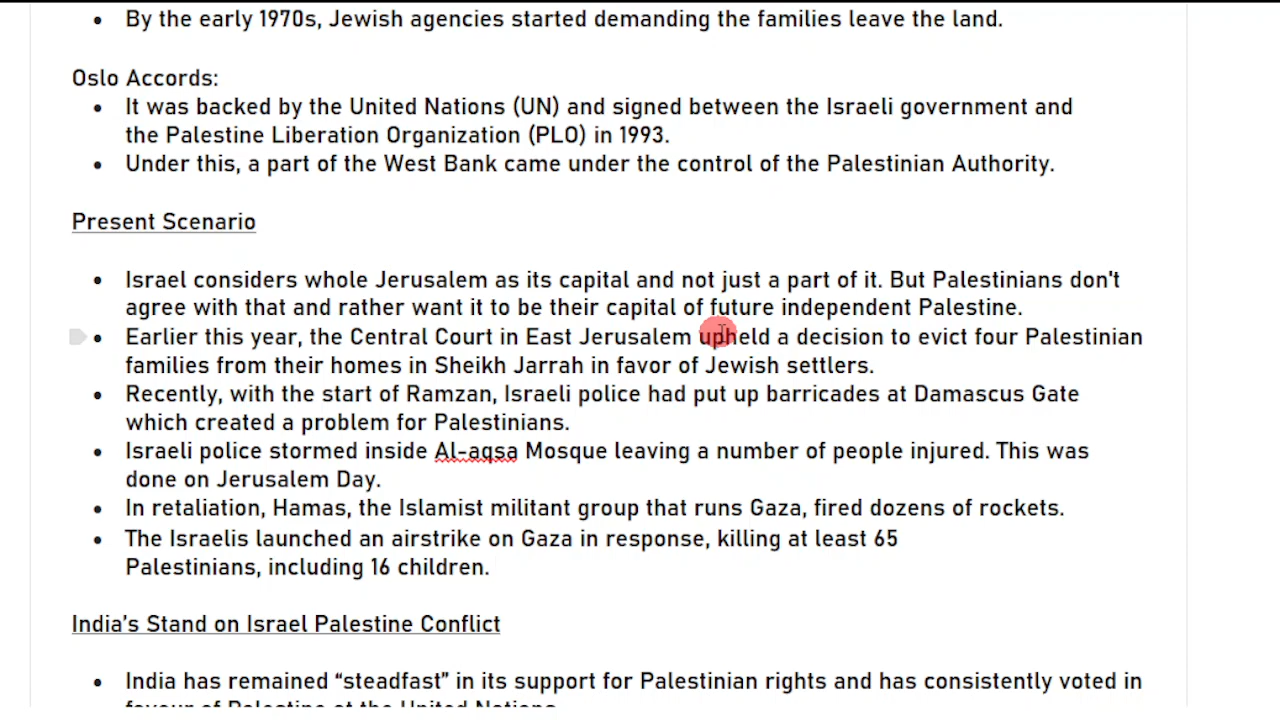 • By the early 1970s, Jewish agencies started demanding the families leave the land.
Oslo Accords:
• It was backed by the United Nations (UN) and signed between the Israeli government and
the Palestine Liberation Organization (PLO) in 1993.
• Under this, a part of the West Bank came under the control of the Palestinian Authority.
Present Scenario
• Israel considers whole Jerusalem as its capital and not just a part of it. But Palestinians don't
agree with that and rather want it to be their capital of future independent Palestine.
• Earlier this year, the Central Court in East Jerusalem upheld a decision to evict four Palestinian
families from their homes in Sheikh Jarrah in favor of Jewish settlers.
• Recently, with the start of Ramzan, Israeli police had put up barricades at Damascus Gate
which created a problem for Palestinians.
• Israeli police stormed inside Al-aqsa Mosque leaving a number of people injured. This was
done on Jerusalem Day.
• In retaliation, Hamas, the Islamist militant group that runs Gaza, fired dozens of rockets.
• The Israelis launched an airstrike on Gaza in response, killing at least 65
Palestinians, including 16 children.
India’s Stand on Israel Palestine Conflict
• India has remained “steadfast” in its support for Palestinian rights and has consistently voted in
favour of Palestine at the United Nations.